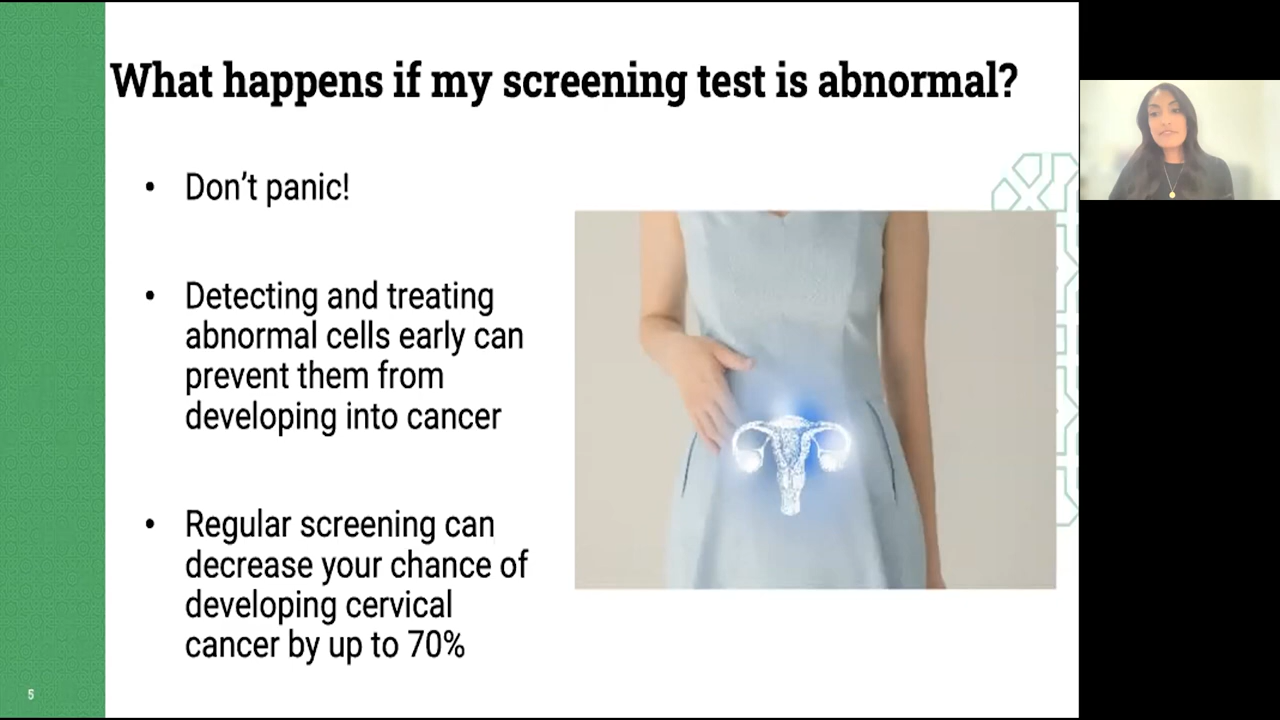 What happens if my screening test is abnormal?
• Don’t panic!
• Detecting and treating
abnormal cells early can
prevent them from
developing into cancer
• Regular screening can
decrease your chance of
developing cervical
cancer by up to 70%
5